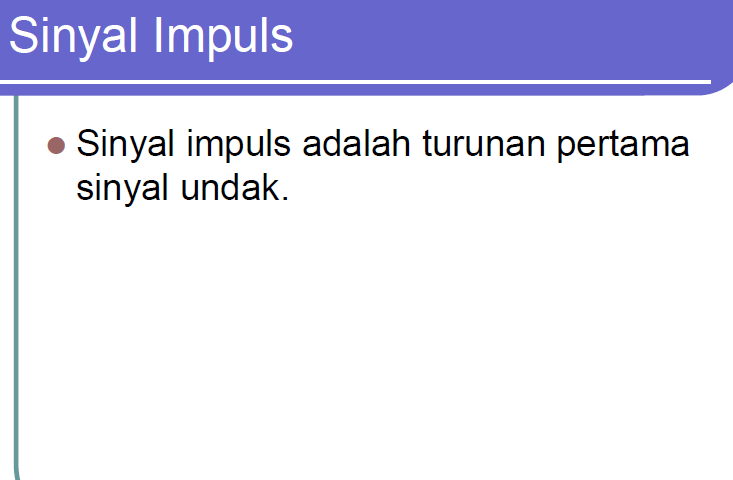 Sinyal Impuls
Sinyal impuls adalah turunan pertama
sinyal undak.